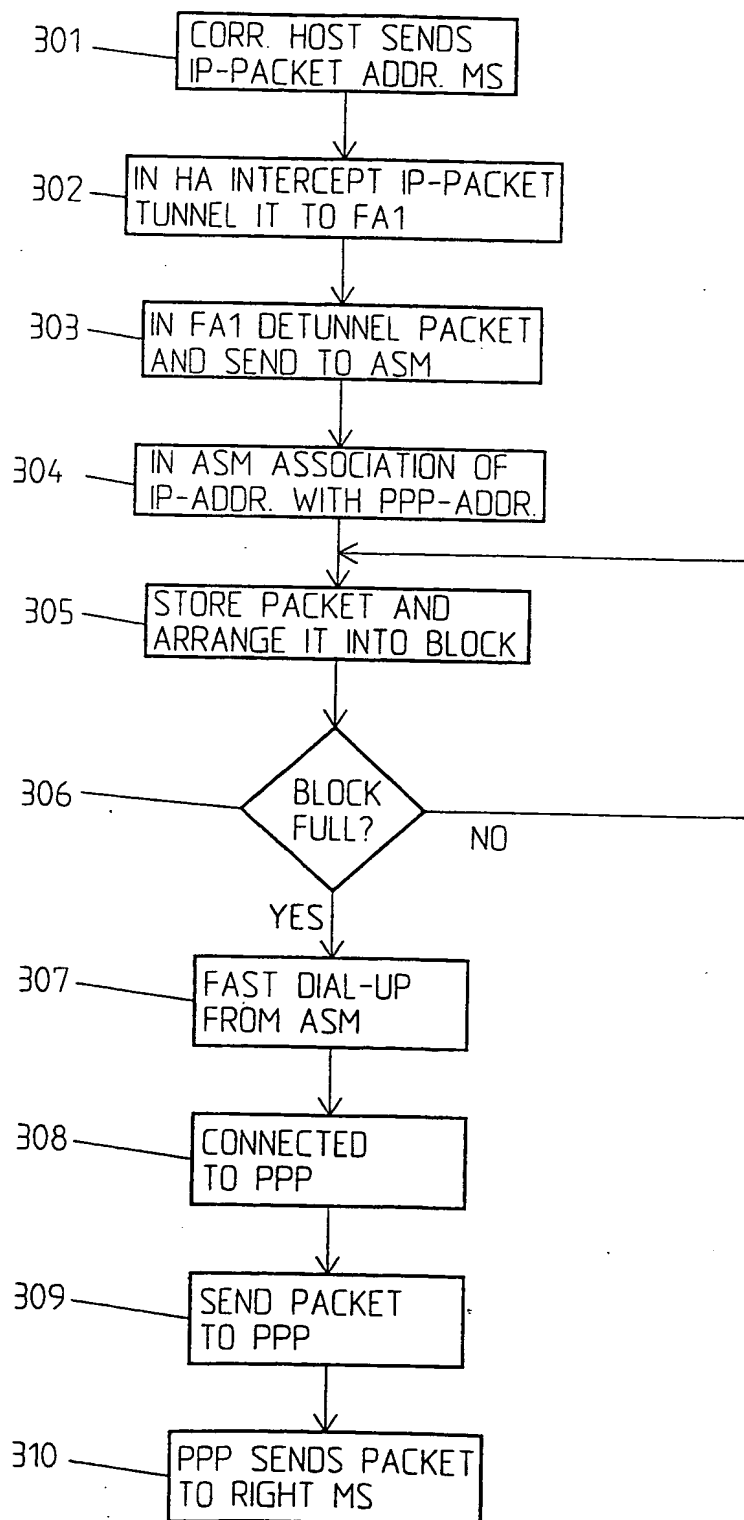 301
CORR. HOST SENDS
IP-PACKET ADDR. MS
302
IN HA INTERCEPT IP-PACKET
TUNNEL IT TO FA1
303
IN FA1 DETUNNEL PACKET
AND SEND TO ASM
304
IN ASM ASSOCIATION OF
IP-ADDR. WITH PPP-ADDR.
305
STORE PACKET AND
ARRANGE IT INTO BLOCK
306
BLOCK
FULL?
NO
YES
307
FAST DIAL-UP
FROM ASM
308
CONNECTED
TO PPP
309
SEND PACKET
TO PPP
310
PPP SENDS PACKET
TO RIGHT MS